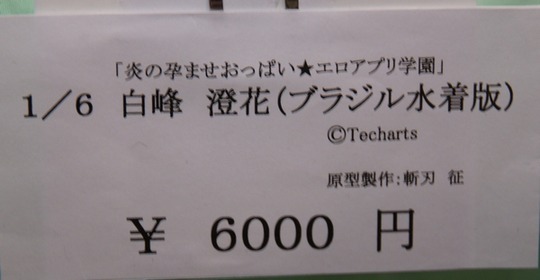 「炎の孕ませおっぱい★エロアプリ学園」
1／6 白峰 澄花（ブラジル水着版）
©Techarts
原型製作：斬刃 征
￥ 6000 円